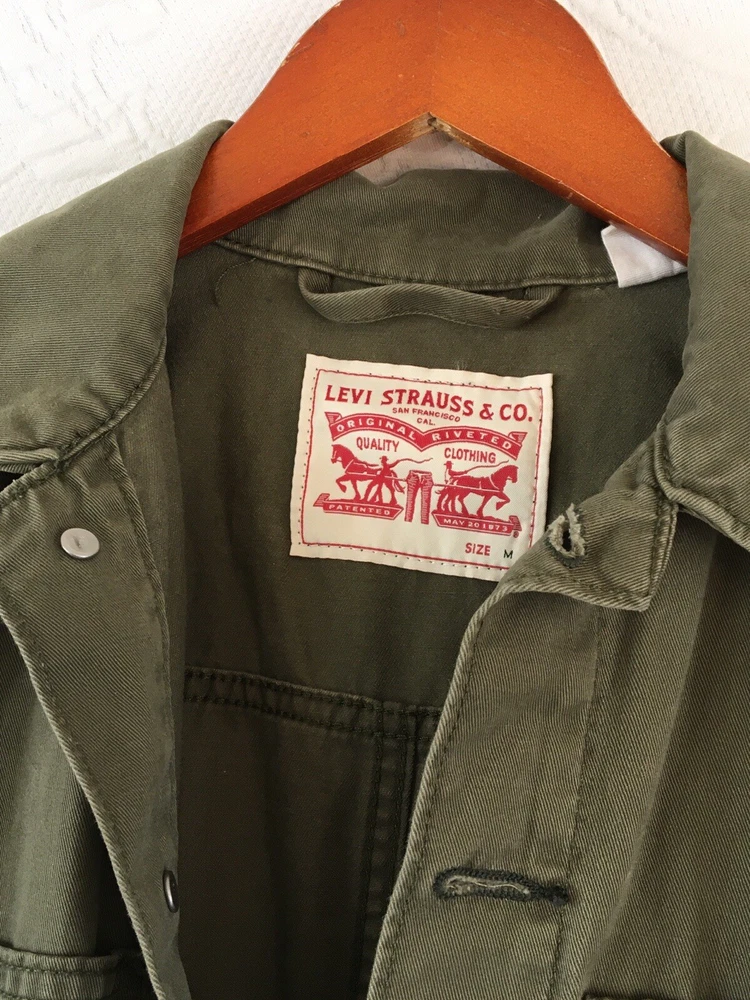 LEVI STRAUSS & CO.
SAN FRANCISCO
CAL.
ORIGINAL RIVETED
QUALITY CLOTHING
PATENTED MAY 20 1873
®
SIZE M